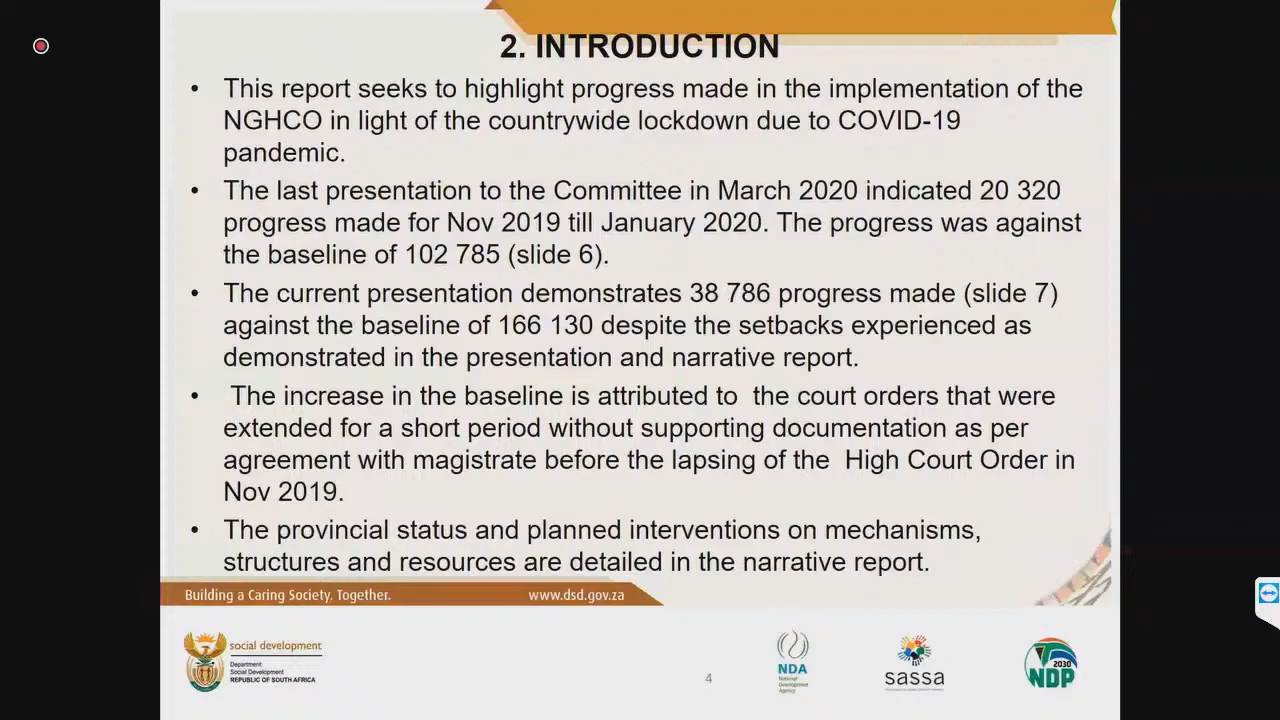 2. INTRODUCTION
• This report seeks to highlight progress made in the implementation of the
NGHCO in light of the countrywide lockdown due to COVID-19
pandemic.
• The last presentation to the Committee in March 2020 indicated 20 320
progress made for Nov 2019 till January 2020. The progress was against
the baseline of 102 785 (slide 6).
• The current presentation demonstrates 38 786 progress made (slide 7)
against the baseline of 166 130 despite the setbacks experienced as
demonstrated in the presentation and narrative report.
• The increase in the baseline is attributed to the court orders that were
extended for a short period without supporting documentation as per
agreement with magistrate before the lapsing of the High Court Order in
Nov 2019.
• The provincial status and planned interventions on mechanisms,
structures and resources are detailed in the narrative report.
Building a Caring Society. Together. www.dsd.gov.za
social development
Department:
Social Development
REPUBLIC OF SOUTH AFRICA
4
NDA
National
Development
Agency
sassa
2030
NDP